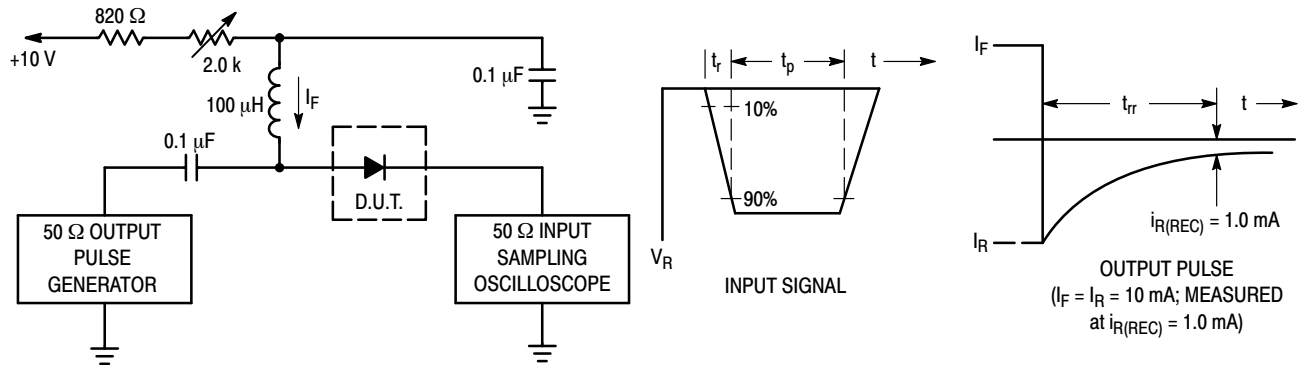 820 Ω
+10 V
2.0 k
100 μH
I_F
0.1 μF
0.1 μF
D.U.T.
50 Ω OUTPUT
PULSE
GENERATOR
50 Ω INPUT
SAMPLING
OSCILLOSCOPE
t_r
t_p
t
10%
90%
V_R
INPUT SIGNAL
I_F
t_rr
t
i_R(REC) = 1.0 mA
I_R
OUTPUT PULSE
(I_F = I_R = 10 mA; MEASURED
at i_R(REC) = 1.0 mA)